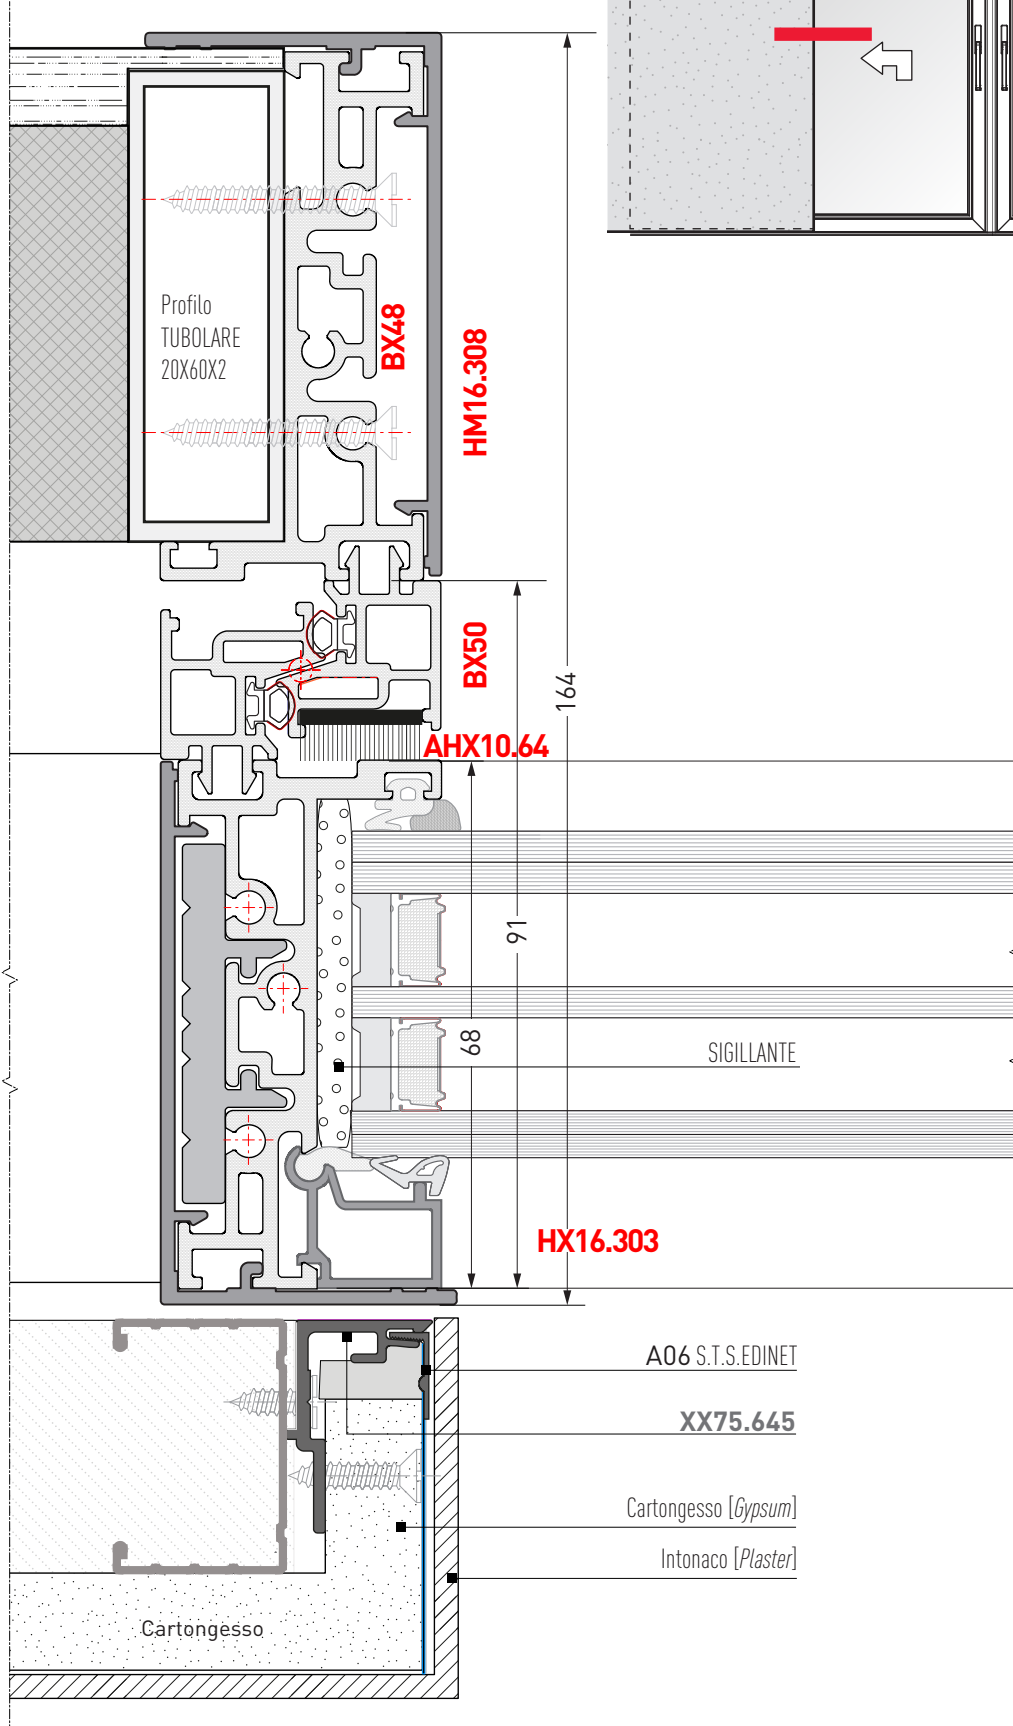 Profilo
TUBOLARE
20X60X2
BX48
HM16.308
BX50
164
AHX10.64
91
68
SIGILLANTE
HX16.303
A06 S.T.S.EDINET
XX75.645
Cartongesso [Gypsum]
Intonaco [Plaster]
Cartongesso